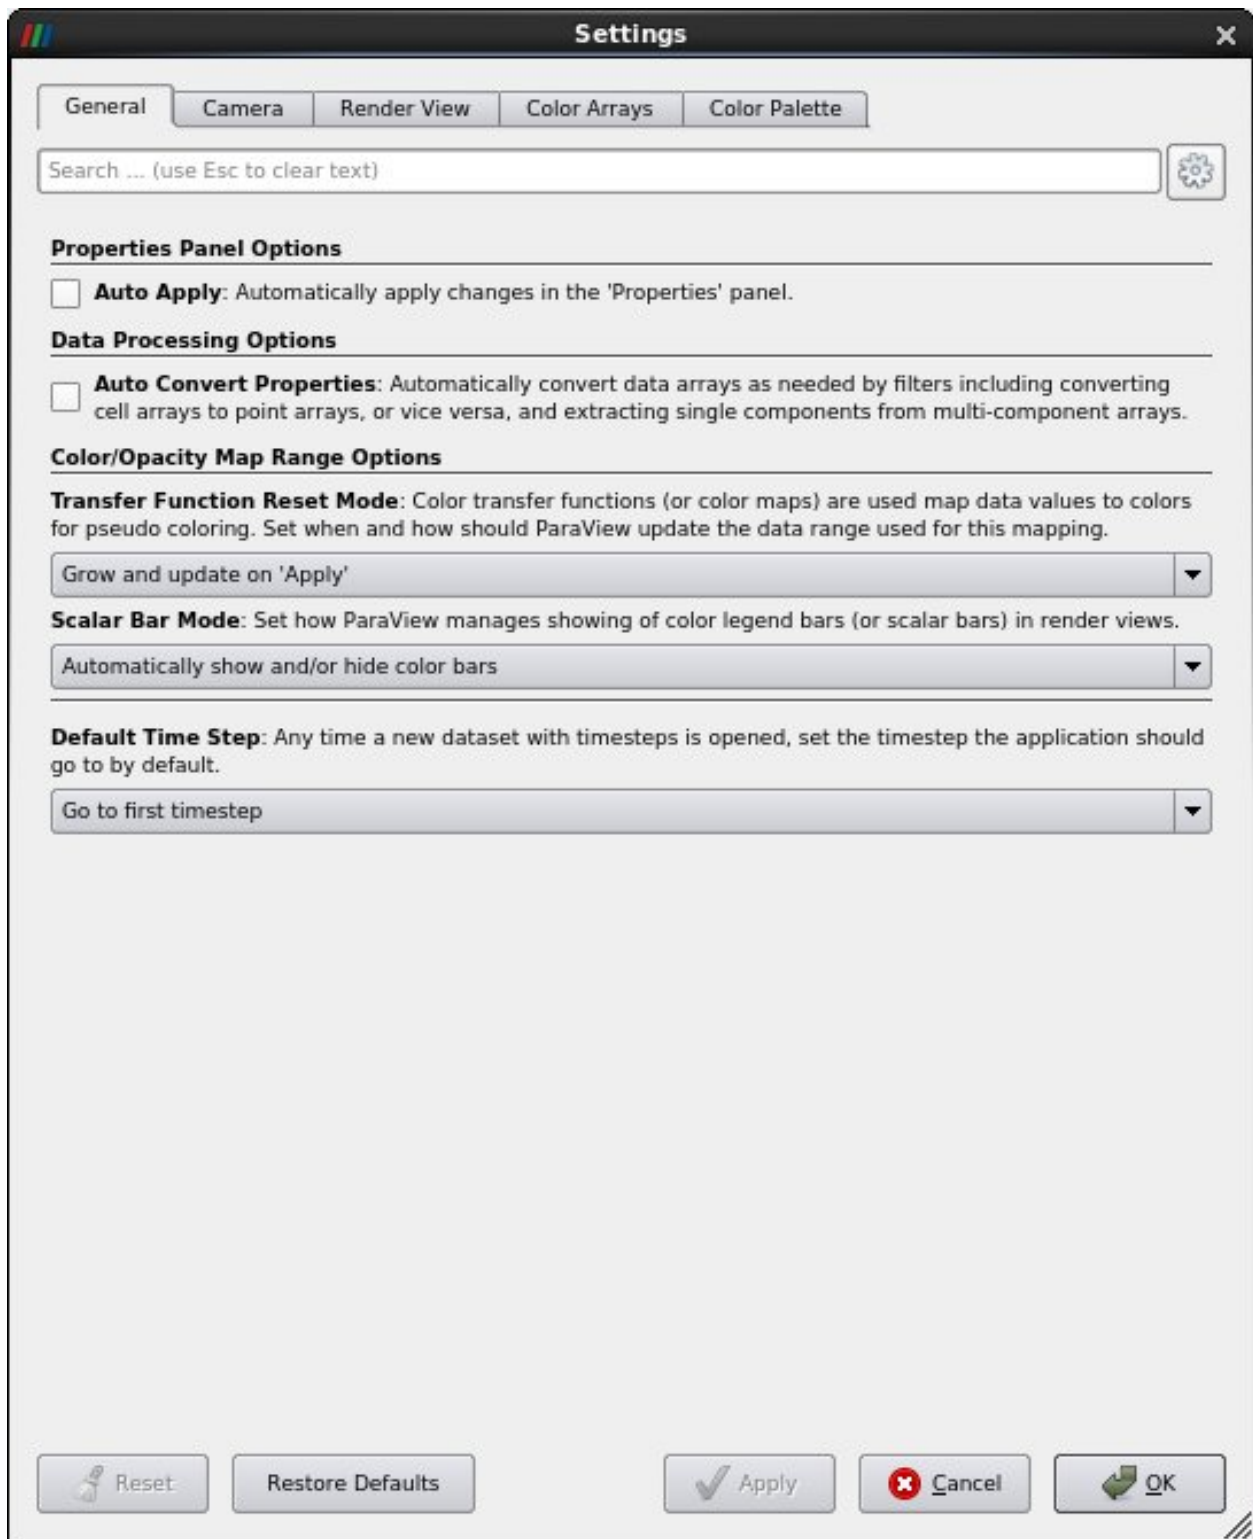 Settings
General
Camera
Render View
Color Arrays
Color Palette
Search ... (use Esc to clear text)
Properties Panel Options
Auto Apply: Automatically apply changes in the 'Properties' panel.
Data Processing Options
Auto Convert Properties: Automatically convert data arrays as needed by filters including converting
cell arrays to point arrays, or vice versa, and extracting single components from multi-component arrays.
Color/Opacity Map Range Options
Transfer Function Reset Mode: Color transfer functions (or color maps) are used map data values to colors
for pseudo coloring. Set when and how should ParaView update the data range used for this mapping.
Grow and update on 'Apply'
Scalar Bar Mode: Set how ParaView manages showing of color legend bars (or scalar bars) in render views.
Automatically show and/or hide color bars
Default Time Step: Any time a new dataset with timesteps is opened, set the timestep the application should
go to by default.
Go to first timestep
Reset
Restore Defaults
Apply
Cancel
OK